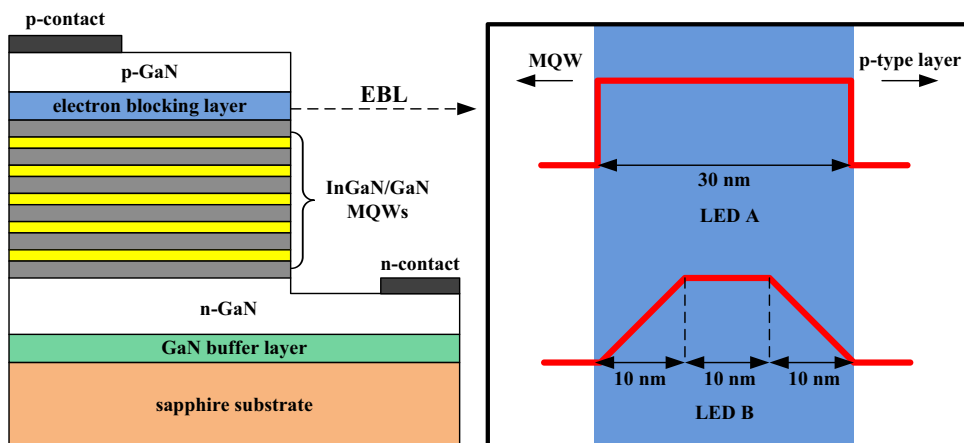 p-contact
p-GaN
electron blocking layer
EBL
InGaN/GaN
MQWs
n-contact
n-GaN
GaN buffer layer
sapphire substrate
MQW
p-type layer
30 nm
LED A
10 nm 10 nm 10 nm
LED B